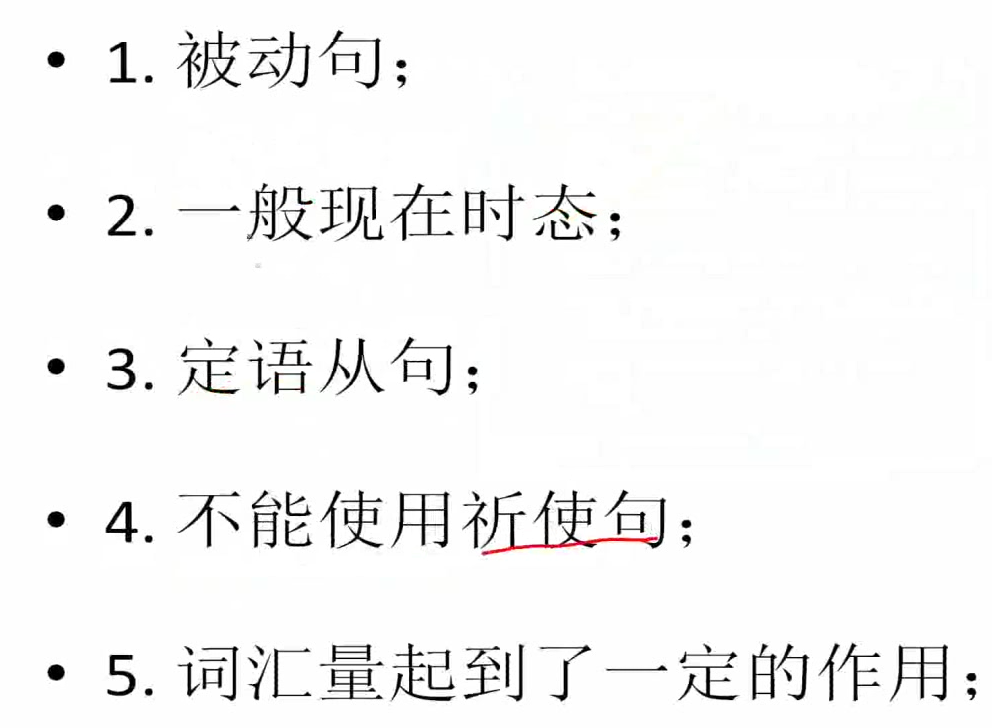 • 1. 被动句；
• 2. 一般现在时态；
• 3. 定语从句；
• 4. 不能使用祈使句；
• 5. 词汇量起到了一定的作用；